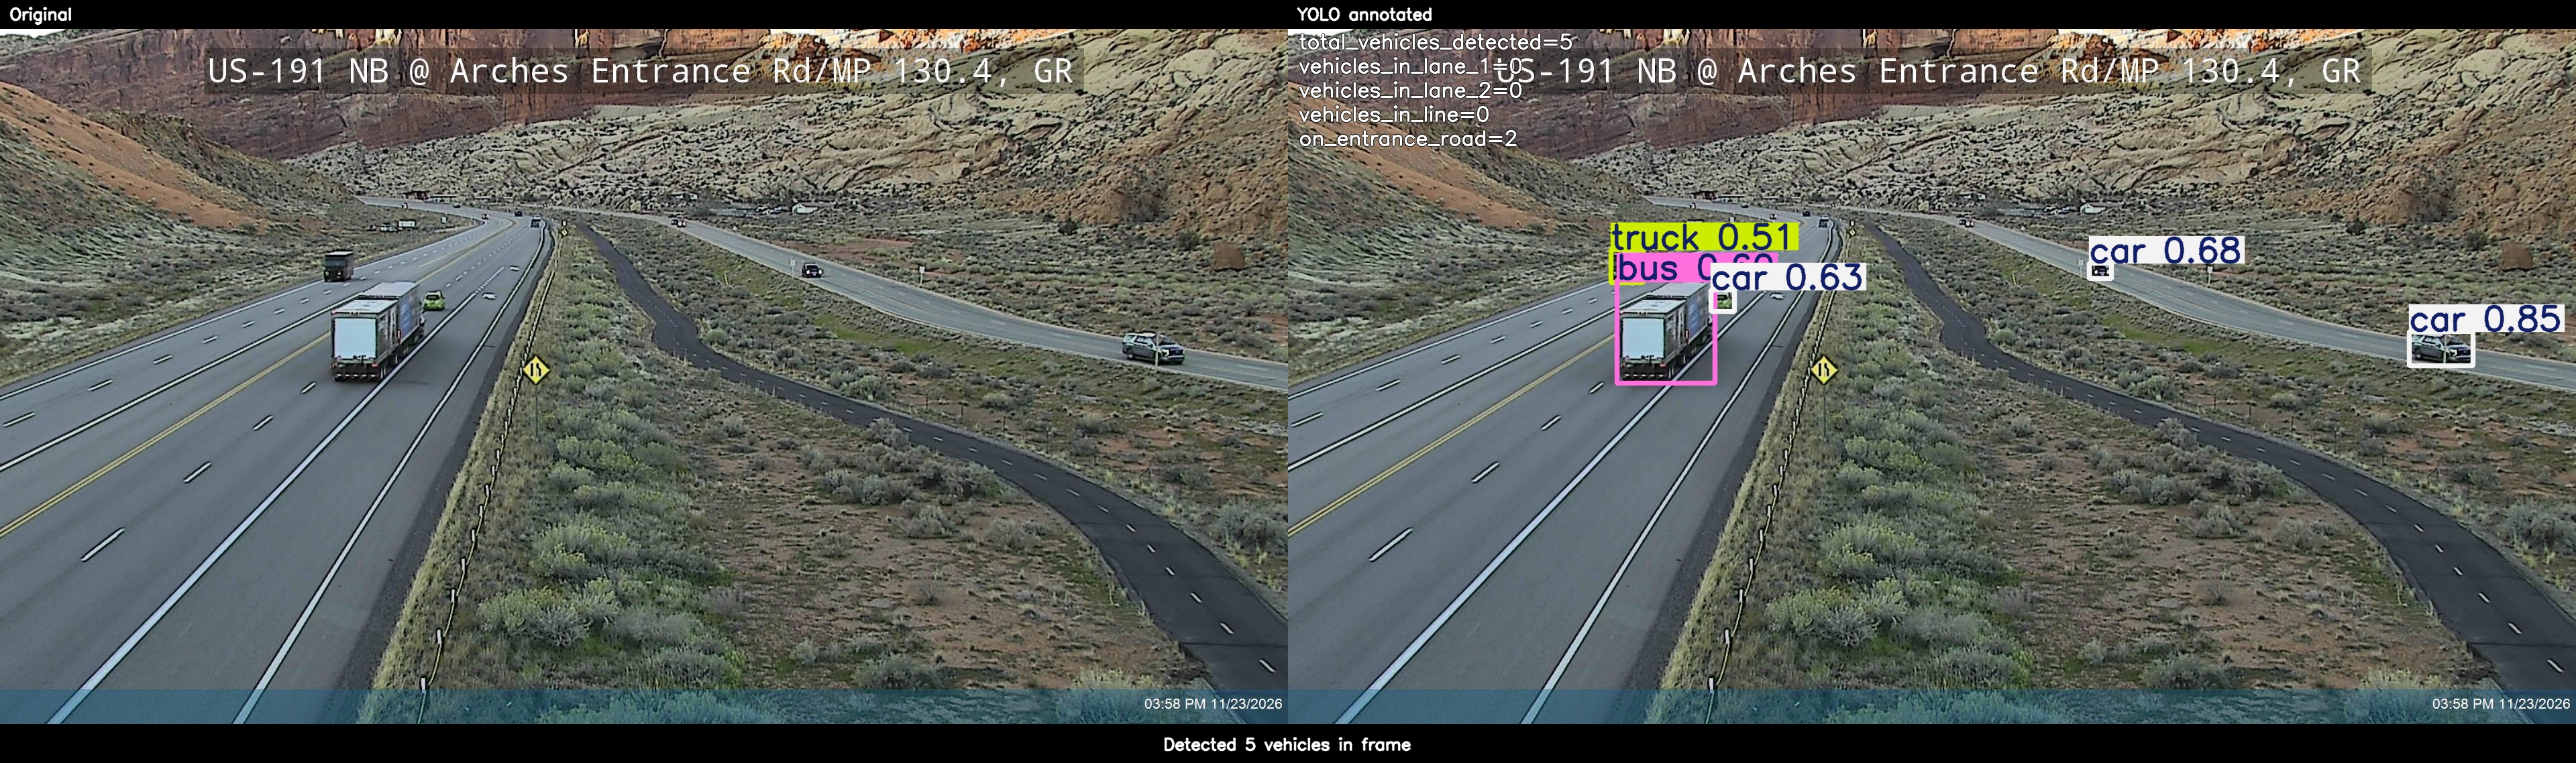 Original
US-191 NB @ Arches Entrance Rd/MP 130.4, GR
03:58 PM 11/23/2026
YOLO annotated
total_vehicles_detected=5
vehicles_in_lane_1=0
US-191 NB @ Arches Entrance Rd/MP 130.4, GR
vehicles_in_lane_2=0
vehicles_in_line=0
on_entrance_road=2
truck 0.51
bus
car 0.63
car 0.68
car 0.85
03:58 PM 11/23/2026
Detected 5 vehicles in frame